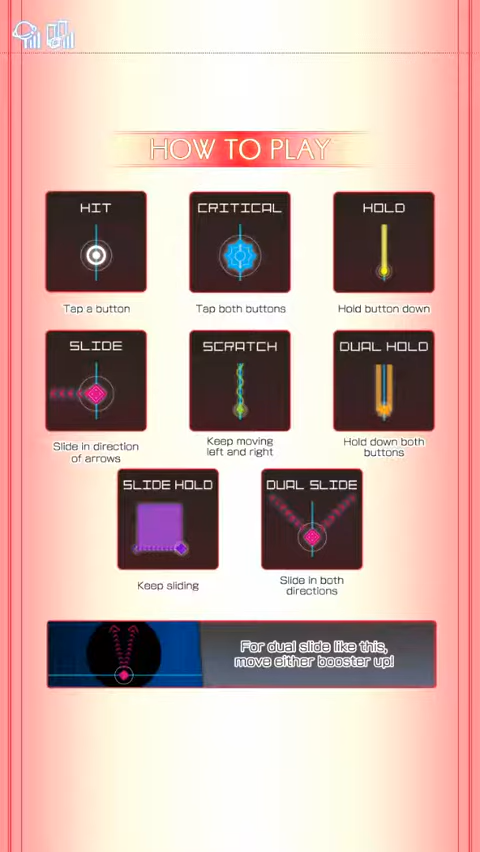 HOW TO PLAY
HIT
CRITICAL
HOLD
Tap a button
Tap both buttons
Hold button down
SLIDE
SCRATCH
DUAL HOLD
Slide in direction
of arrows
Keep moving
left and right
Hold down both
buttons
SLIDE HOLD
DUAL SLIDE
Keep sliding
Slide in both
directions
For dual slide like this,
move either booster up!